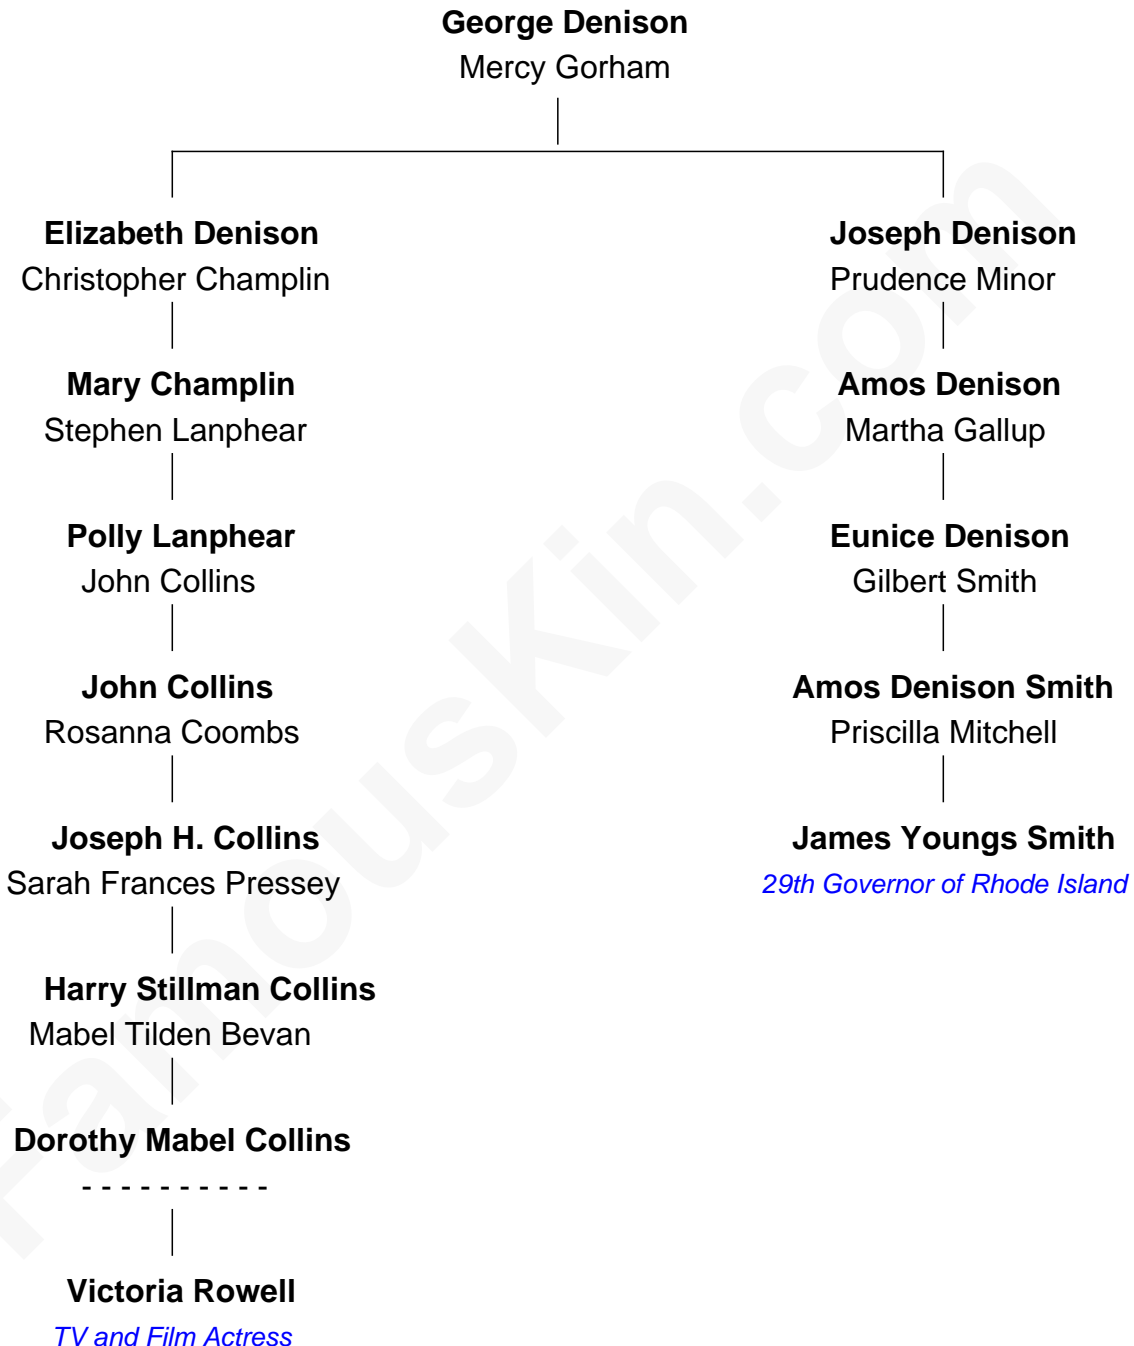 George Denison
Mercy Gorham
Elizabeth Denison
Christopher Champlin
Mary Champlin
Stephen Lanphear
Polly Lanphear
John Collins
John Collins
Rosanna Coombs
Joseph H. Collins
Sarah Frances Pressey
Harry Stillman Collins
Mabel Tilden Bevan
Dorothy Mabel Collins
- - - - - - - - - -
Victoria Rowell
TV and Film Actress
Joseph Denison
Prudence Minor
Amos Denison
Martha Gallup
Eunice Denison
Gilbert Smith
Amos Denison Smith
Priscilla Mitchell
James Youngs Smith
29th Governor of Rhode Island
FamousKin.com